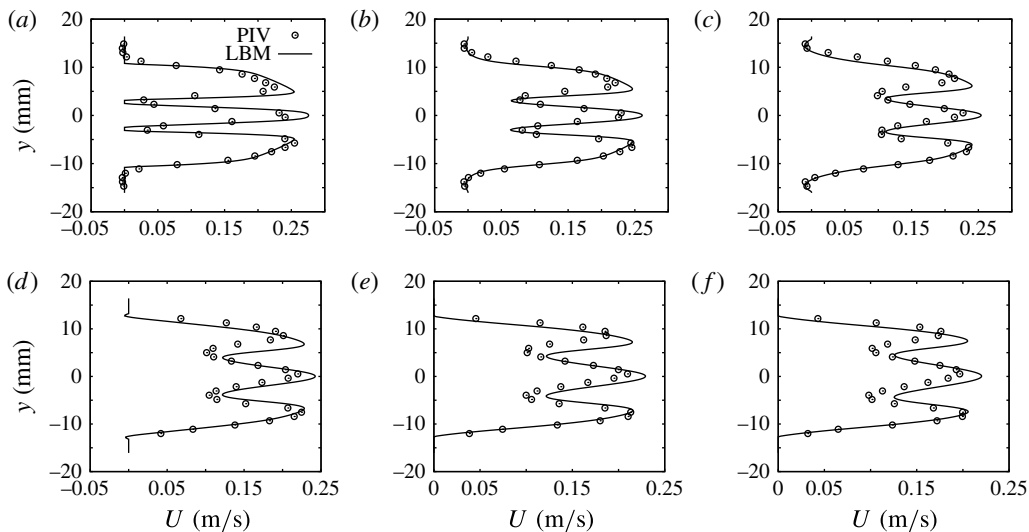 (a) (b) (c)
PIV
LBM
20 20 20
10 10 10
0 0 0
−10 −10 −10
−20 −20 −20
y (mm)
−0.05 0.05 0.15 0.25 −0.05 0.05 0.15 0.25 −0.05 0.05 0.15 0.25
(d) (e) (f)
20 20 20
10 10 10
0 0 0
−10 −10 −10
−20 −20 −20
y (mm)
−0.05 0.05 0.15 0.25 0 0.05 0.15 0.25 0 0.05 0.15 0.25
U (m/s) U (m/s) U (m/s)